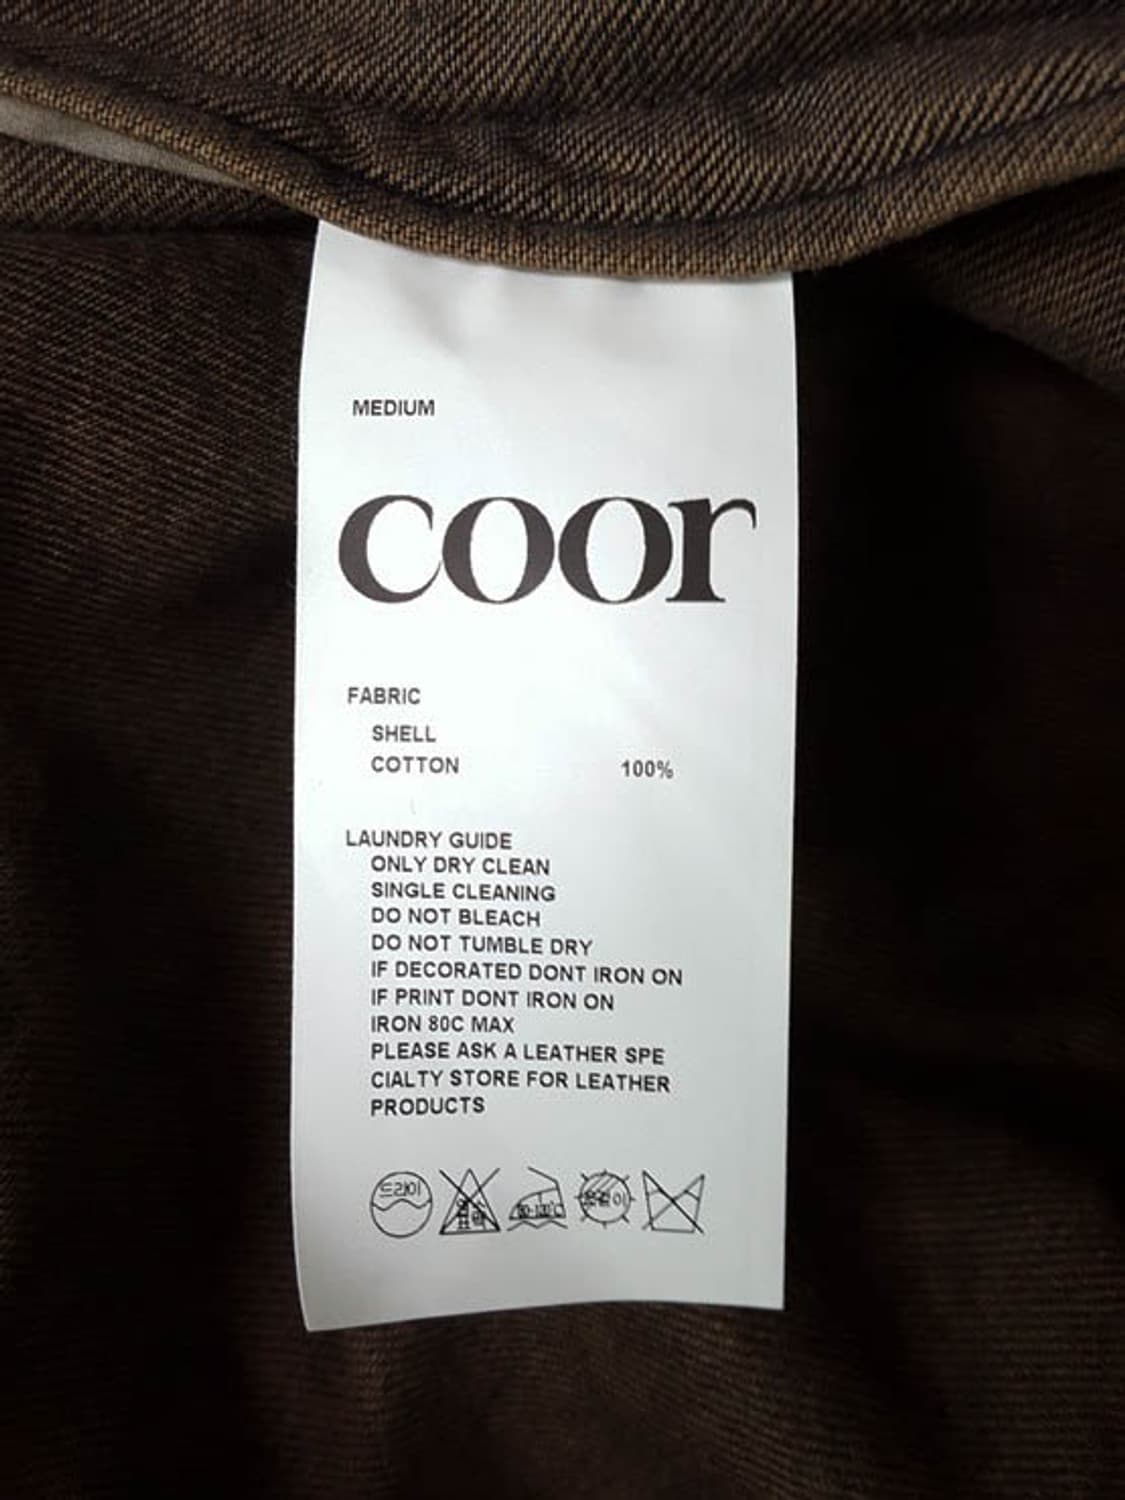 MEDIUM
coor
FABRIC
SHELL
COTTON 100%
LAUNDRY GUIDE
ONLY DRY CLEAN
SINGLE CLEANING
DO NOT BLEACH
DO NOT TUMBLE DRY
IF DECORATED DONT IRON ON
IF PRINT DONT IRON ON
IRON 80C MAX
PLEASE ASK A LEATHER SPE
CIALTY STORE FOR LEATHER
PRODUCTS
드라이